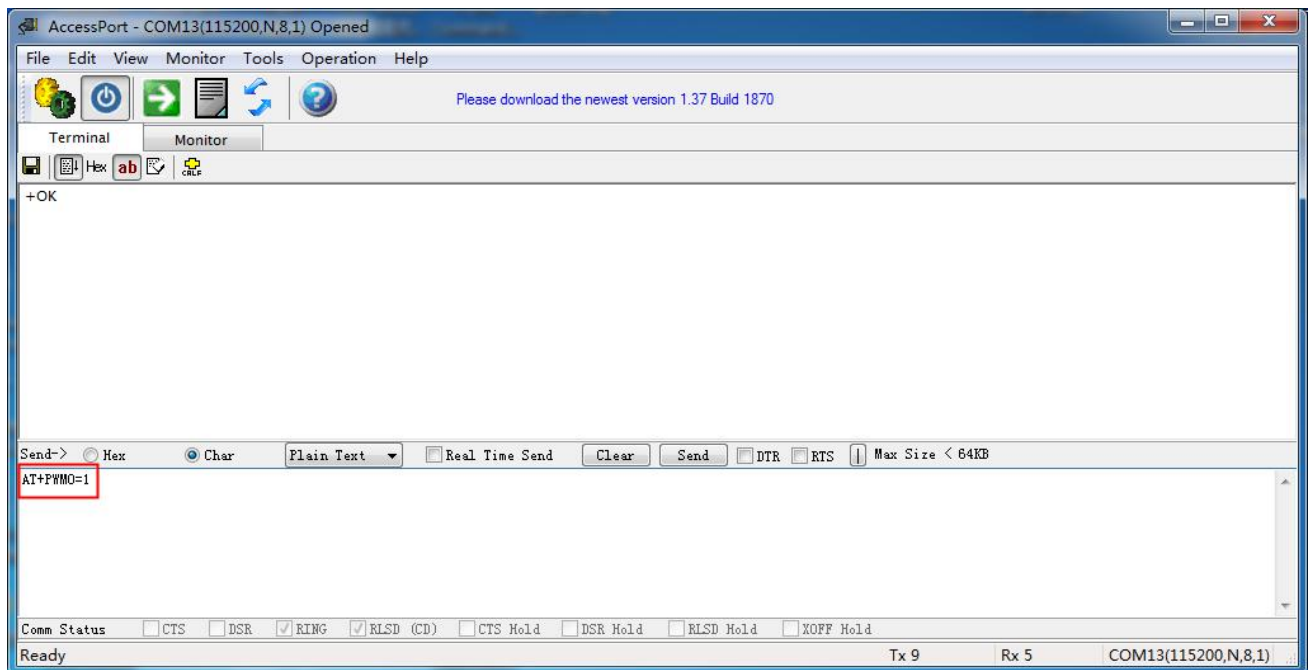 AccessPort - COM13(115200,N,8,1) Opened
File Edit View Monitor Tools Operation Help
Please download the newest version 1.37 Build 1870
Terminal Monitor
Hex ab CRLF
+OK
Send-> Hex Char Plain Text Real Time Send Clear Send DTR RTS Max Size < 64KB
AT+PWMO=1
Comm Status CTS DSR RING RLSD (CD) CTS Hold DSR Hold RLSD Hold XOFF Hold
Ready Tx 9 Rx 5 COM13(115200,N,8,1)